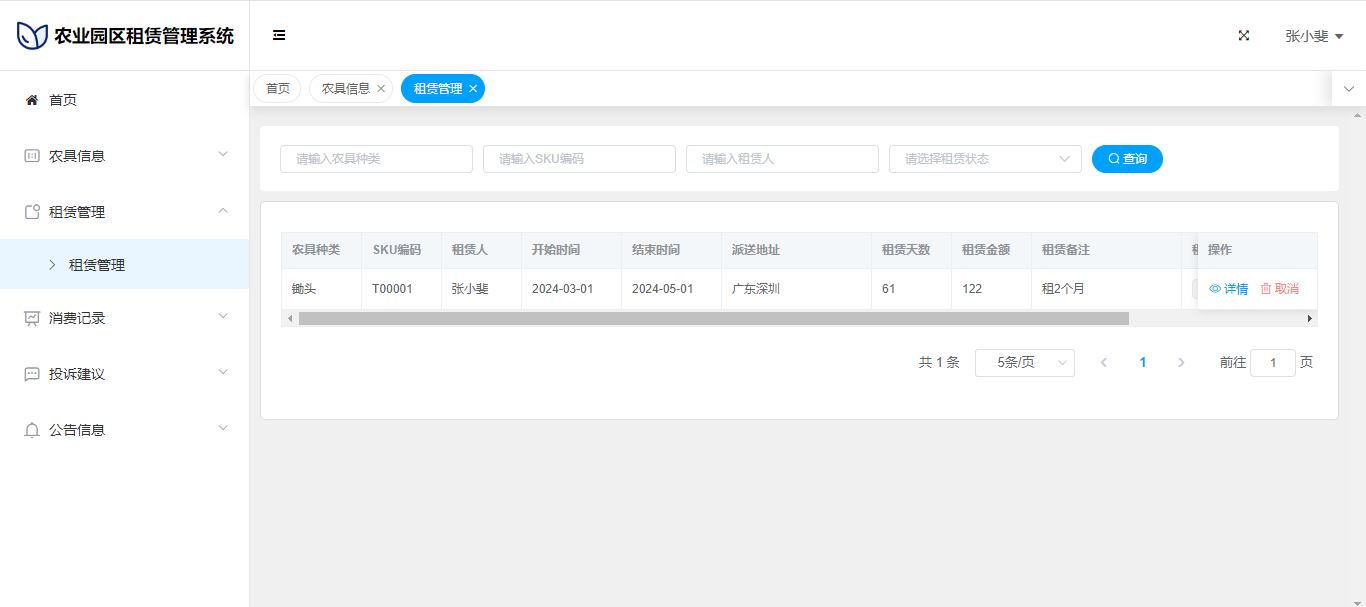 农业园区租赁管理系统
张小斐
首页
农具信息
租赁管理
租赁管理
消费记录
投诉建议
公告信息
首页 农具信息 租赁管理
请输入农具种类 请输入SKU编码 请输入租赁人 请选择租赁状态 查询
农具种类 SKU编码 租赁人 开始时间 结束时间 派送地址 租赁天数 租赁金额 租赁备注 操作
锄头 T00001 张小斐 2024-03-01 2024-05-01 广东深圳 61 122 租2个月 详情 取消
共 1 条 5条/页 1 前往 1 页